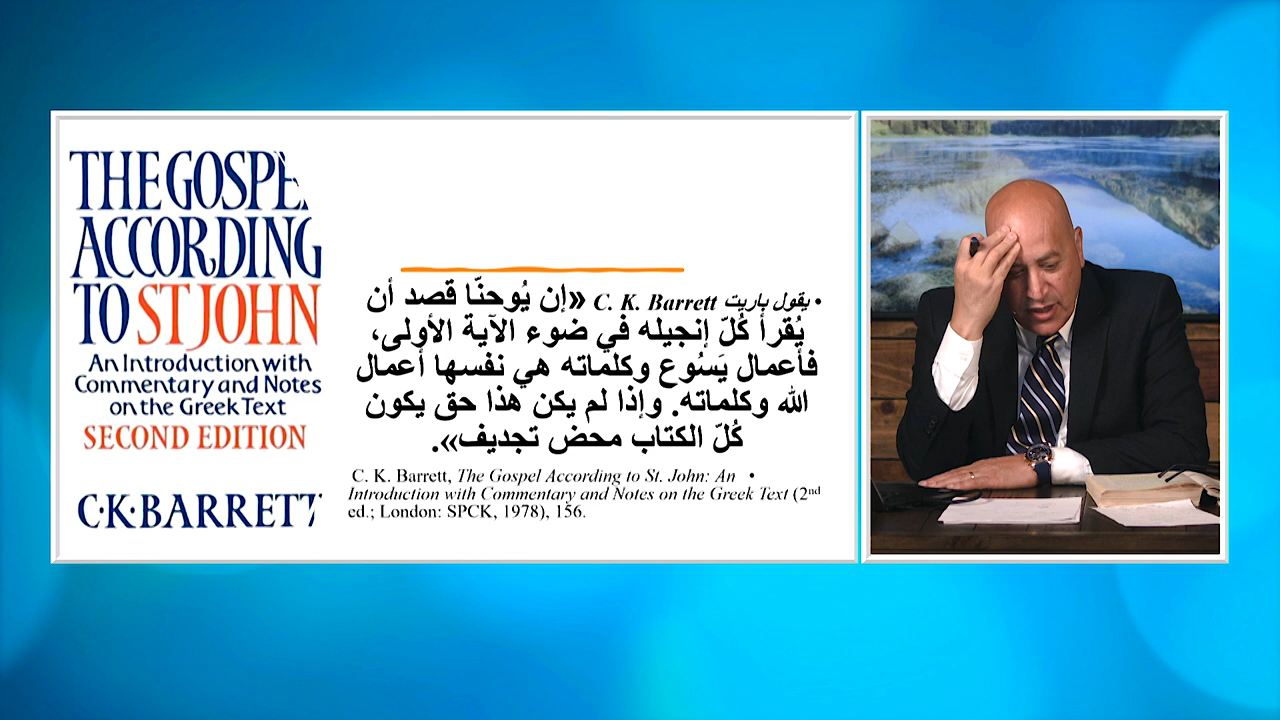 THE GOSPE
ACCORDING
TO ST JOHN
An Introduction with
Commentary and Notes
on the Greek Text
SECOND EDITION
C·K·BARRETT
• يقول باريت C. K. Barrett «إن يُوحنّا قصد أن
يُقرأ كُلّ إنجيله في ضوء الآية الأولى،
فأعمال يَسُوع وكلماته هي نفسها أعمال
الله وكلماته. وإذا لم يكن هذا حق يكون
كُلّ الكتاب محض تجديف».
C. K. Barrett, The Gospel According to St. John: An •
Introduction with Commentary and Notes on the Greek Text (2nd
ed.; London: SPCK, 1978), 156.